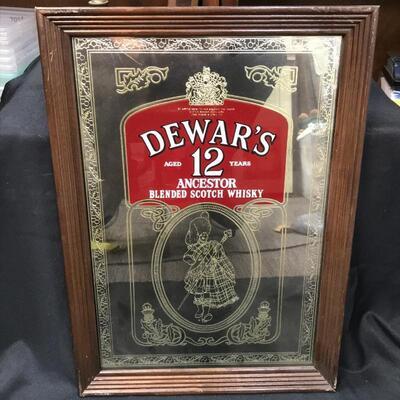 DEWAR'S
AGED 12 YEARS
ANCESTOR
BLENDED SCOTCH WHISKY